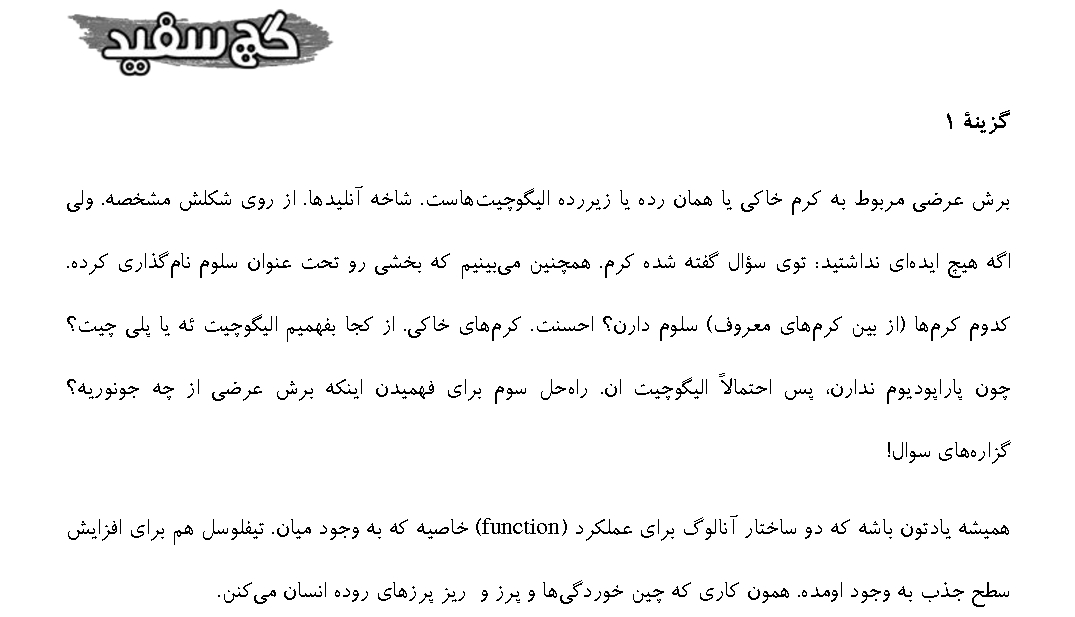 گچ سفید
گزینهٔ ۱
برش عرضی مربوط به کرم خاکی یا همان رده یا زیررده الیگوچیت‌هاست. شاخه آنلیدها. از روی شکلش مشخصه. ولی
اگه هیچ ایده‌ای نداشتید: توی سؤال گفته شده کرم. همچنین می‌بینیم که بخشی رو تحت عنوان سلوم نام‌گذاری کرده.
کدوم کرم‌ها (از بین کرم‌های معروف) سلوم دارن؟ احسنت. کرم‌های خاکی. از کجا بفهمیم الیگوچیت ئه یا پلی چیت؟
چون پاراپودیوم ندارن، پس احتمالاً الیگوچیت ان. راه‌حل سوم برای فهمیدن اینکه برش عرضی از چه جونوریه؟
گزاره‌های سوال!
همیشه یادتون باشه که دو ساختار آنالوگ برای عملکرد (function) خاصیه که به وجود میان. تیفلوسل هم برای افزایش
سطح جذب به وجود اومده. همون کاری که چین خوردگی‌ها و پرز و ریز پرزهای روده انسان می‌کنن.